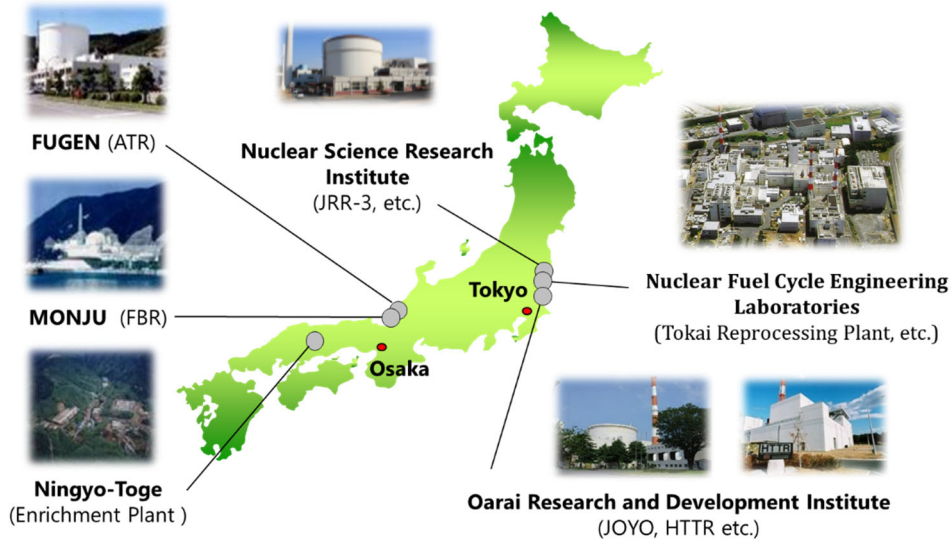 FUGEN (ATR)
Nuclear Science Research
Institute
(JRR-3, etc.)
MONJU (FBR)
Tokyo
Nuclear Fuel Cycle Engineering
Laboratories
(Tokai Reprocessing Plant, etc.)
Osaka
HTTR
Ningyo-Toge
(Enrichment Plant )
Oarai Research and Development Institute
(JOYO, HTTR etc.)